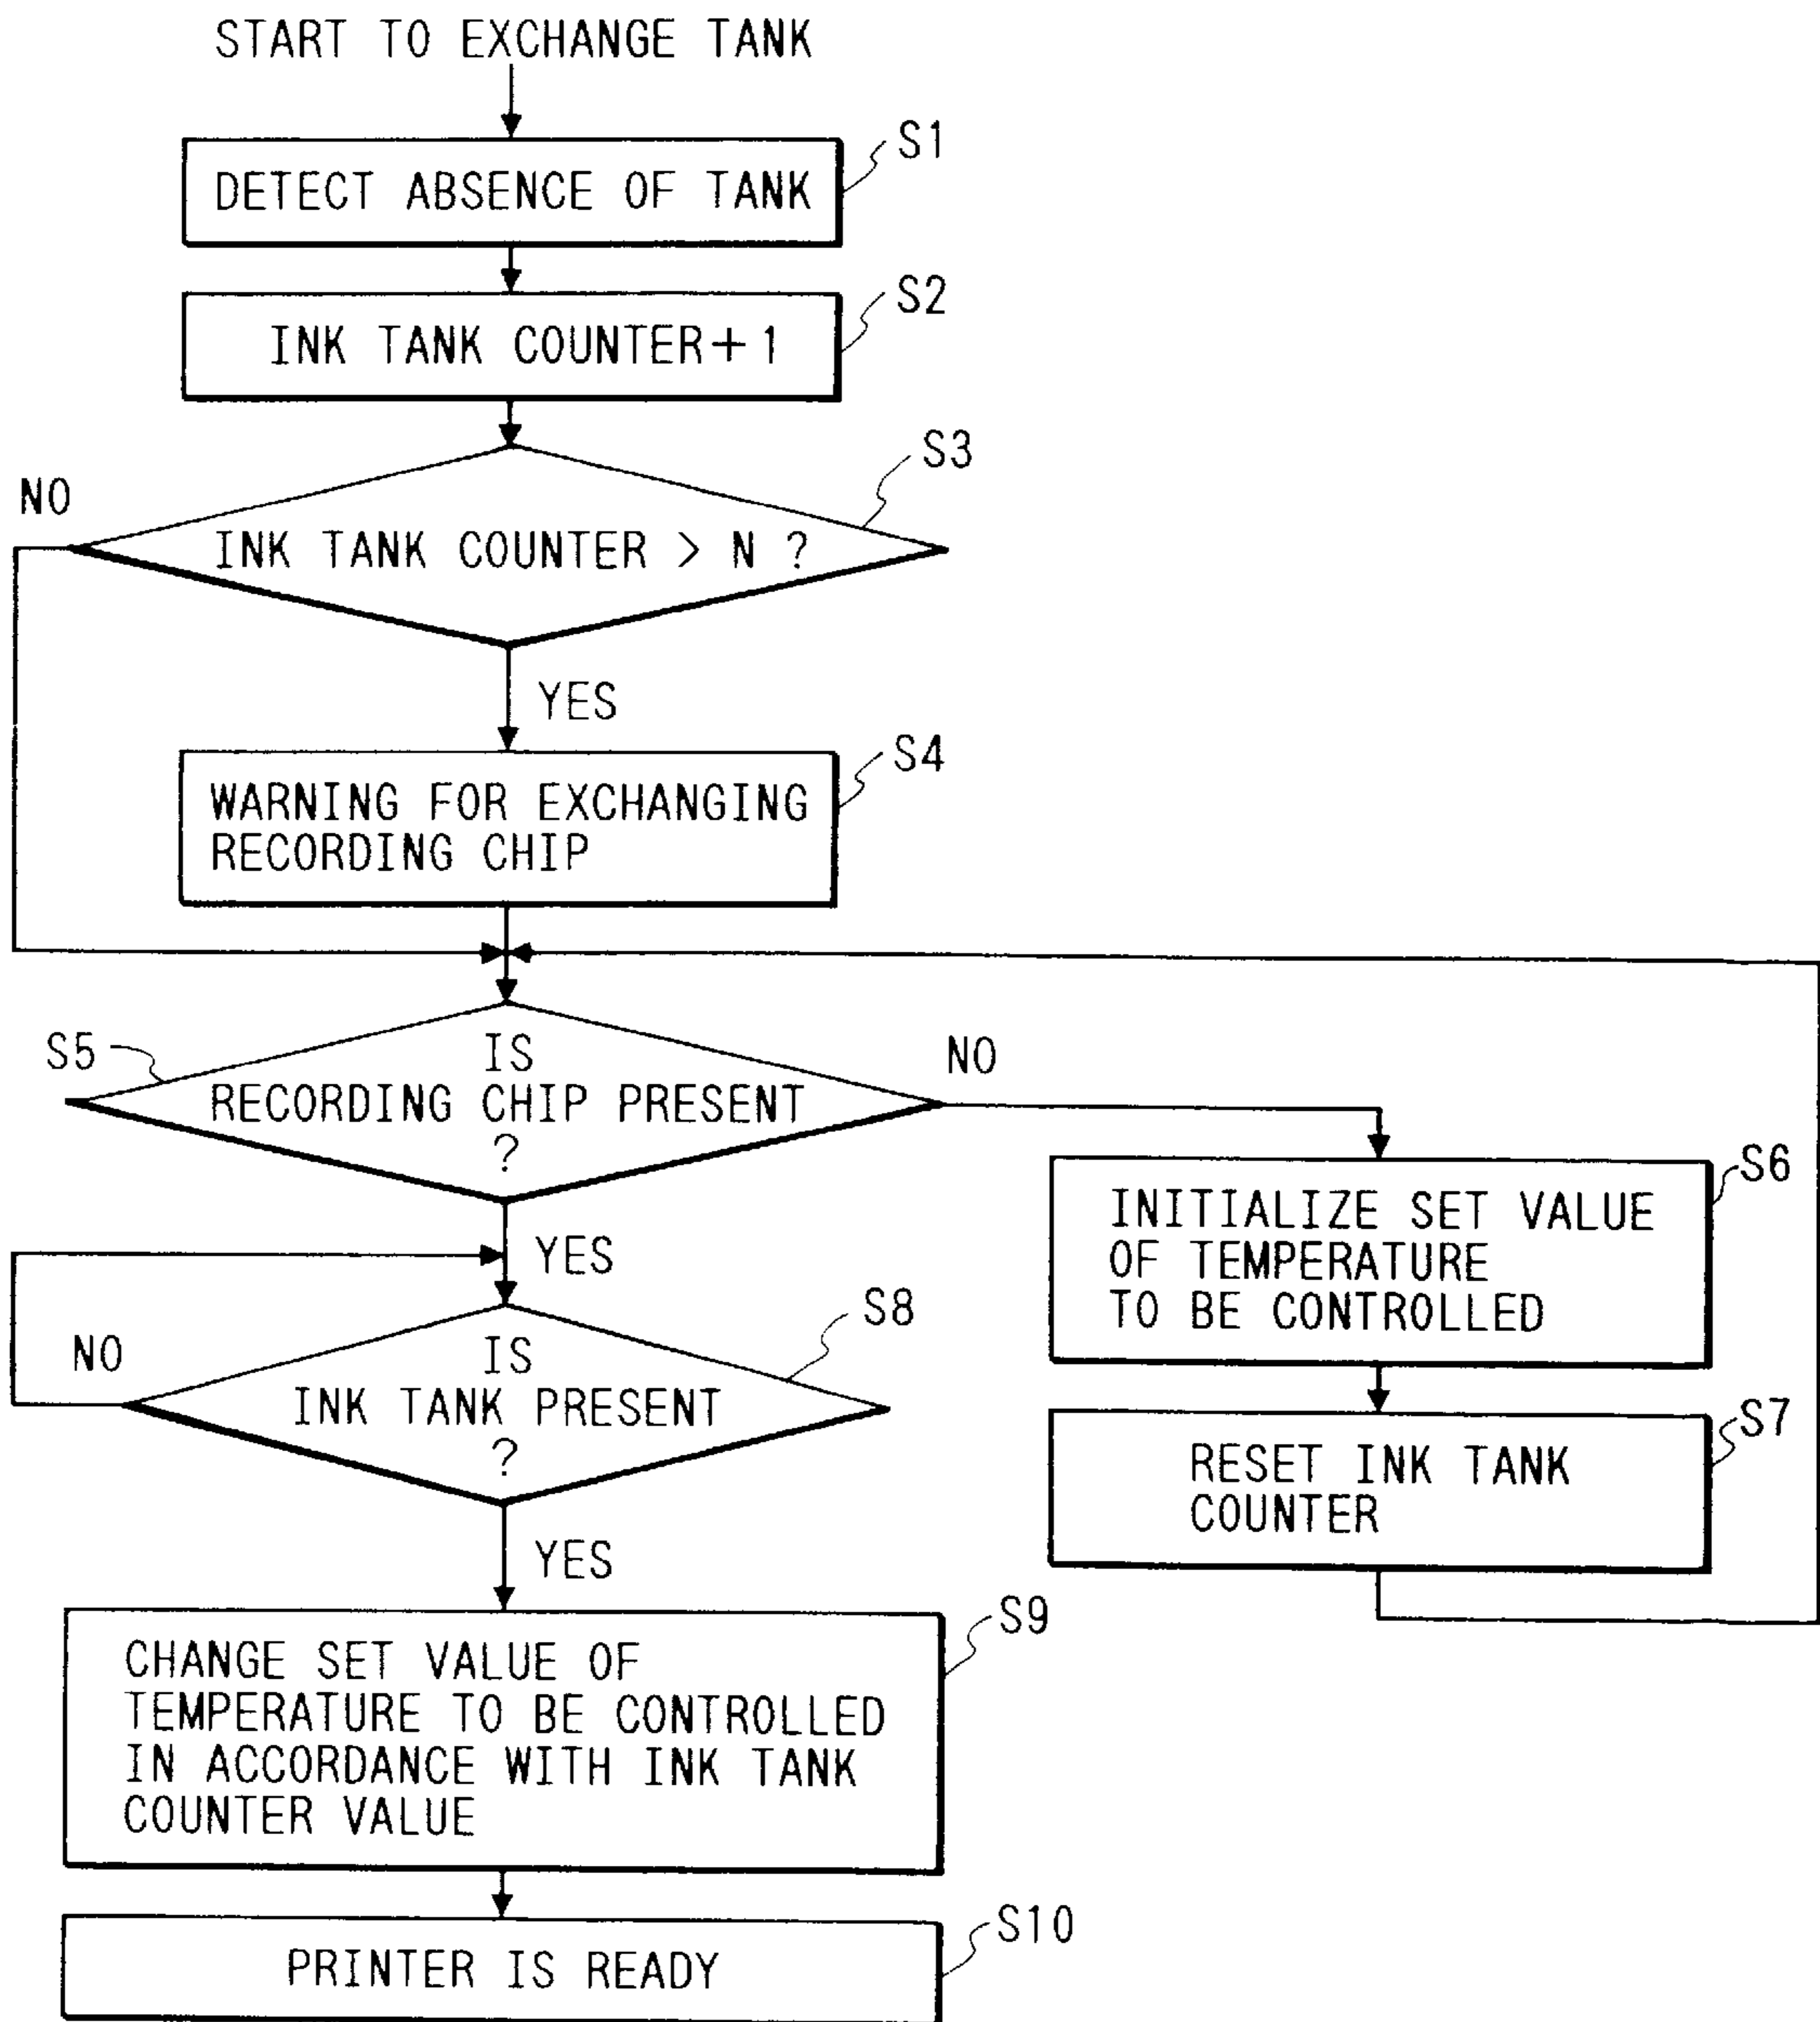 START TO EXCHANGE TANK
S1
DETECT ABSENCE OF TANK
S2
INK TANK COUNTER+1
S3
NO
INK TANK COUNTER > N ?
YES
S4
WARNING FOR EXCHANGING
RECORDING CHIP
S5
IS
RECORDING CHIP PRESENT
?
NO
S6
INITIALIZE SET VALUE
OF TEMPERATURE
TO BE CONTROLLED
YES
S8
NO
IS
INK TANK PRESENT
?
S7
RESET INK TANK
COUNTER
YES
S9
CHANGE SET VALUE OF
TEMPERATURE TO BE CONTROLLED
IN ACCORDANCE WITH INK TANK
COUNTER VALUE
S10
PRINTER IS READY